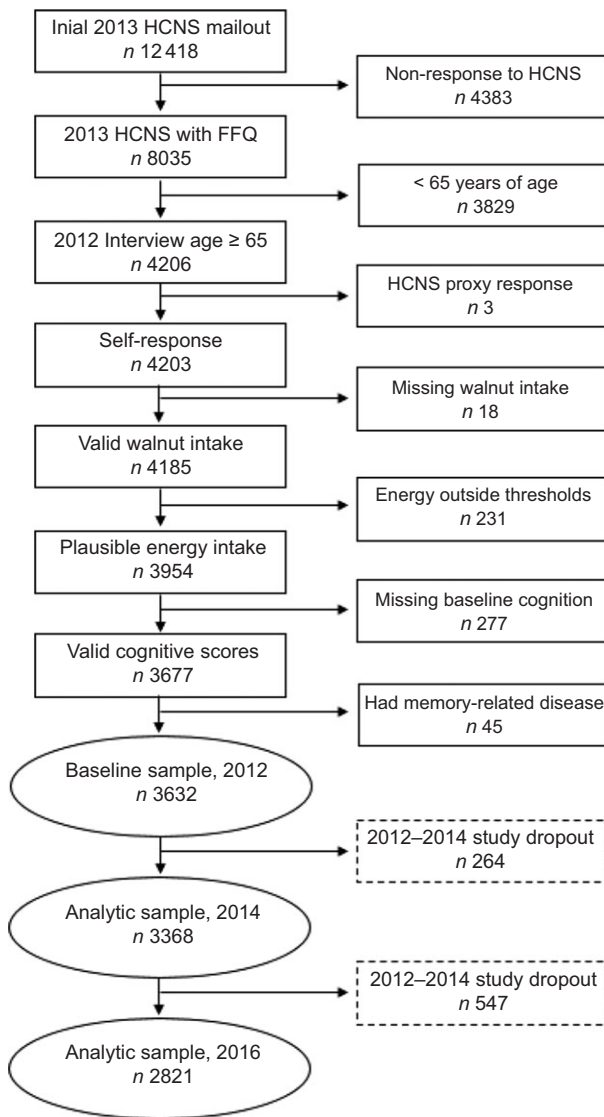 Inial 2013 HCNS mailout
n 12 418
Non-response to HCNS
n 4383
2013 HCNS with FFQ
n 8035
< 65 years of age
n 3829
2012 Interview age ≥ 65
n 4206
HCNS proxy response
n 3
Self-response
n 4203
Missing walnut intake
n 18
Valid walnut intake
n 4185
Energy outside thresholds
n 231
Plausible energy intake
n 3954
Missing baseline cognition
n 277
Valid cognitive scores
n 3677
Had memory-related disease
n 45
Baseline sample, 2012
n 3632
2012–2014 study dropout
n 264
Analytic sample, 2014
n 3368
2012–2014 study dropout
n 547
Analytic sample, 2016
n 2821